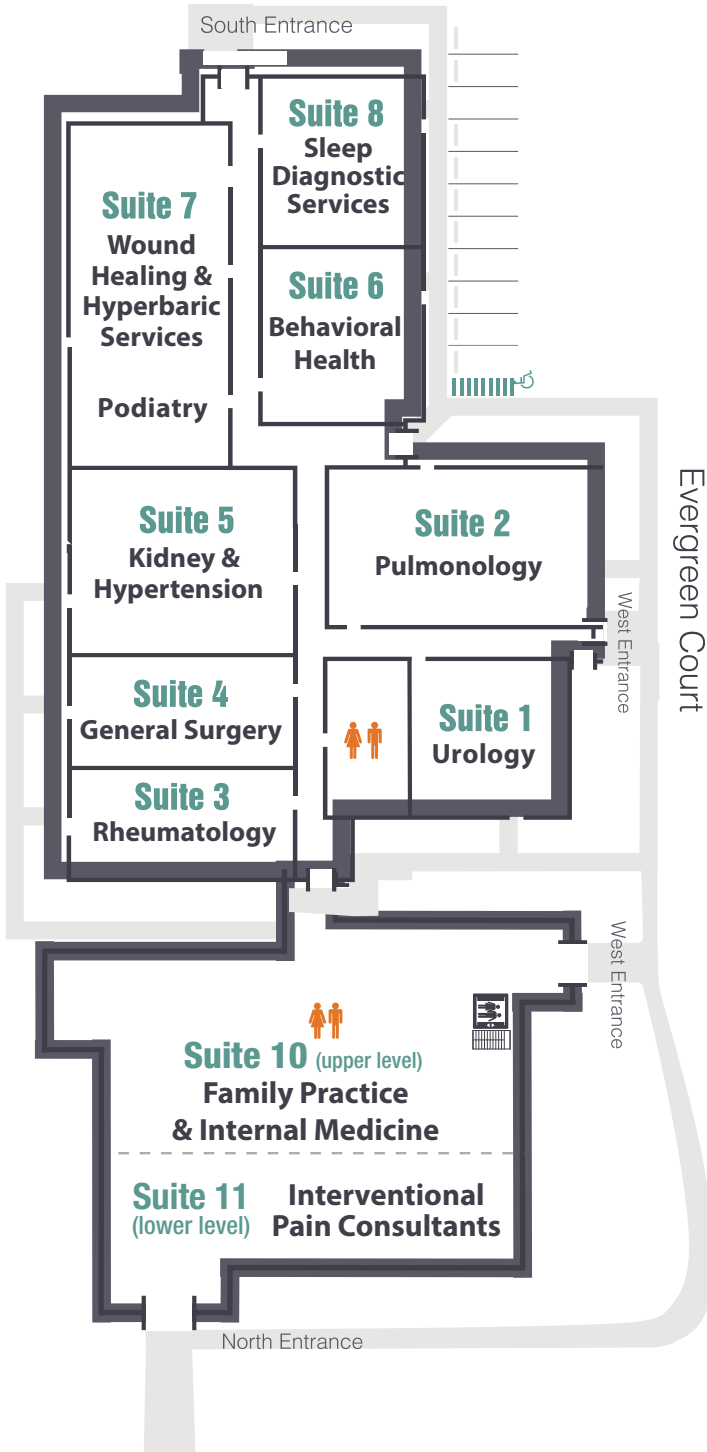 South Entrance
Suite 8
Sleep
Diagnostic
Services
Suite 7
Wound
Healing &
Hyperbaric
Services
Podiatry
Suite 6
Behavioral
Health
Suite 5
Kidney &
Hypertension
Suite 2
Pulmonology
Evergreen Court
West Entrance
Suite 4
General Surgery
Suite 1
Urology
Suite 3
Rheumatology
West Entrance
Suite 10 (upper level)
Family Practice
& Internal Medicine
Suite 11
(lower level)
Interventional
Pain Consultants
North Entrance